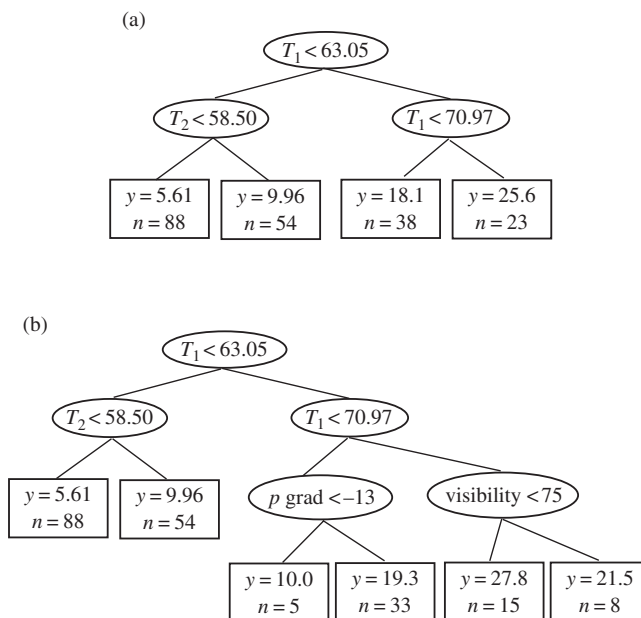 (a)
T₁ < 63.05
T₂ < 58.50
T₁ < 70.97
y = 5.61
n = 88
y = 9.96
n = 54
y = 18.1
n = 38
y = 25.6
n = 23
(b)
T₁ < 63.05
T₂ < 58.50
T₁ < 70.97
y = 5.61
n = 88
y = 9.96
n = 54
p grad < –13
visibility < 75
y = 10.0
n = 5
y = 19.3
n = 33
y = 27.8
n = 15
y = 21.5
n = 8